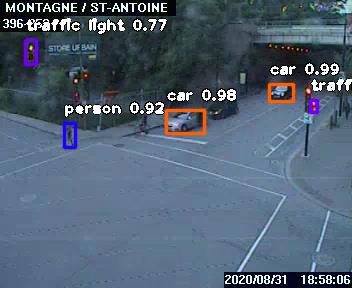 MONTAGNE / ST-ANTOINE
traffic light 0.77
STORE UF BAIN
car 0.99
traff
car 0.98
person 0.92
2020/08/31 18:58:06